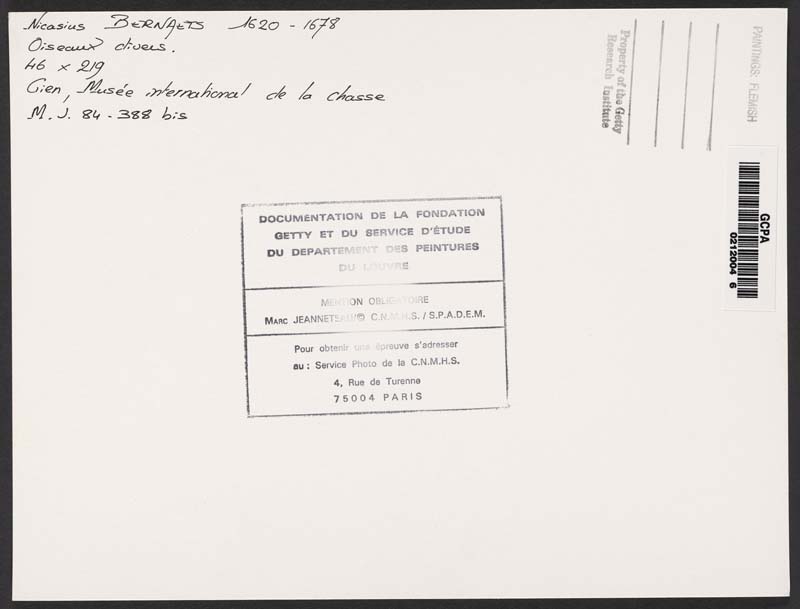 Nicasius BERNAETS 1620 - 1678
Oiseaux divers.
46 x 219
Gien, Musée international de la chasse
M. J. 84 - 388 bis
Property of the Getty
Research Institute
PAINTINGS: FLEMISH
GCPA
0212004 6
DOCUMENTATION DE LA FONDATION
GETTY ET DU SERVICE D'ÉTUDE
DU DEPARTEMENT DES PEINTURES
DU LOUVRE
MENTION OBLIGATOIRE
MARC JEANNETEAU/© C.N.M.H.S. / S.P.A.D.E.M.
Pour obtenir une épreuve s'adresser
au : Service Photo de la C.N.M.H.S.
4, Rue de Turenne
75004 PARIS